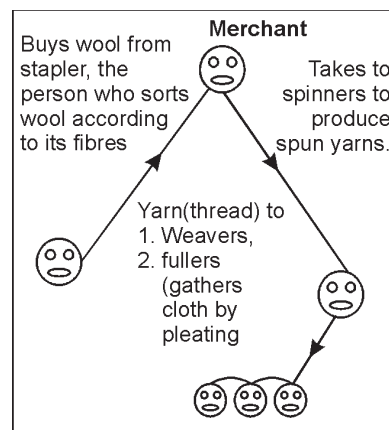 Merchant
Buys wool from
stapler, the
person who sorts
wool according
to its fibres
Takes to
spinners to
produce
spun yarns.
Yarn(thread) to
1. Weavers,
2. fullers
(gathers
cloth by
pleating